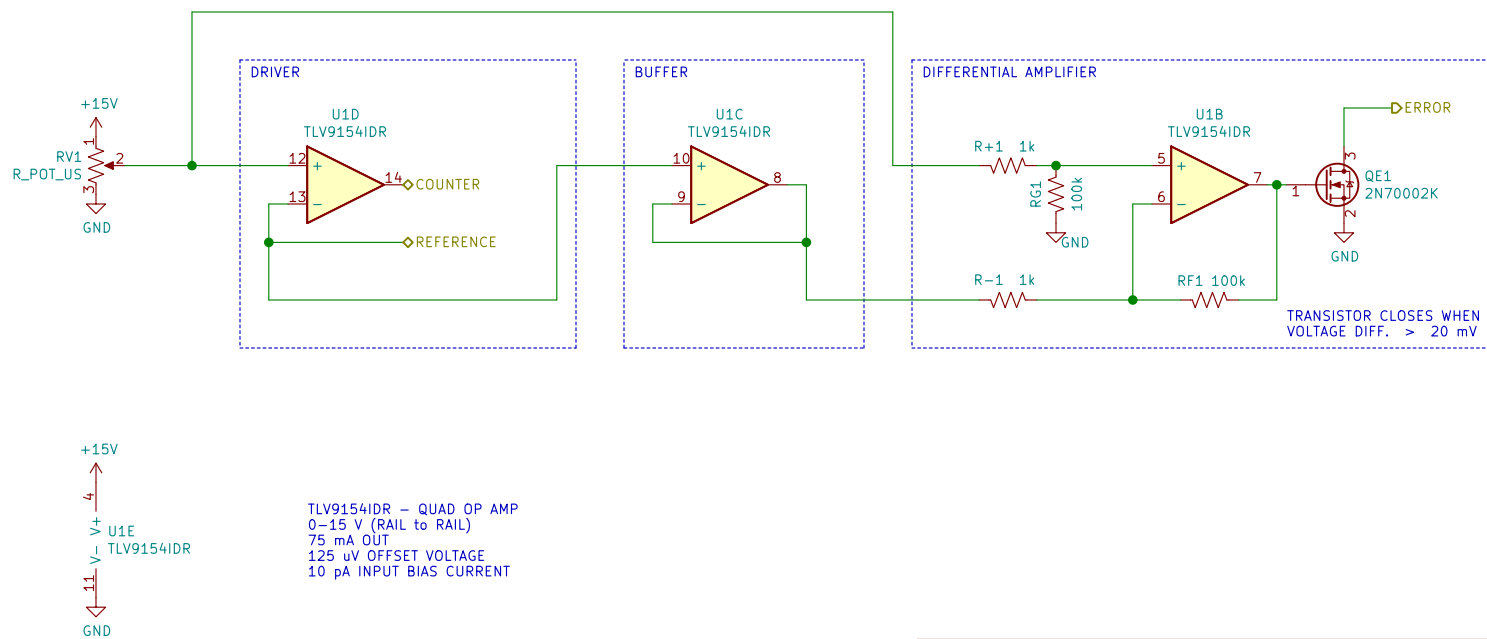 DRIVER
BUFFER
DIFFERENTIAL AMPLIFIER
+15V
1
RV1
R_POT_US
2
3
GND
U1D
TLV9154IDR
12
+
13
−
14
COUNTER
REFERENCE
U1C
TLV9154IDR
10
+
9
−
8
R+1 1k
RG1
100k
GND
R−1 1k
U1B
TLV9154IDR
5
+
6
−
7
RF1 100k
ERROR
3
QE1
2N70002K
1
2
GND
TRANSISTOR CLOSES WHEN
VOLTAGE DIFF. > 20 mV
+15V
4
V+
U1E
TLV9154IDR
V−
11
GND
TLV9154IDR − QUAD OP AMP
0−15 V (RAIL to RAIL)
75 mA OUT
125 uV OFFSET VOLTAGE
10 pA INPUT BIAS CURRENT